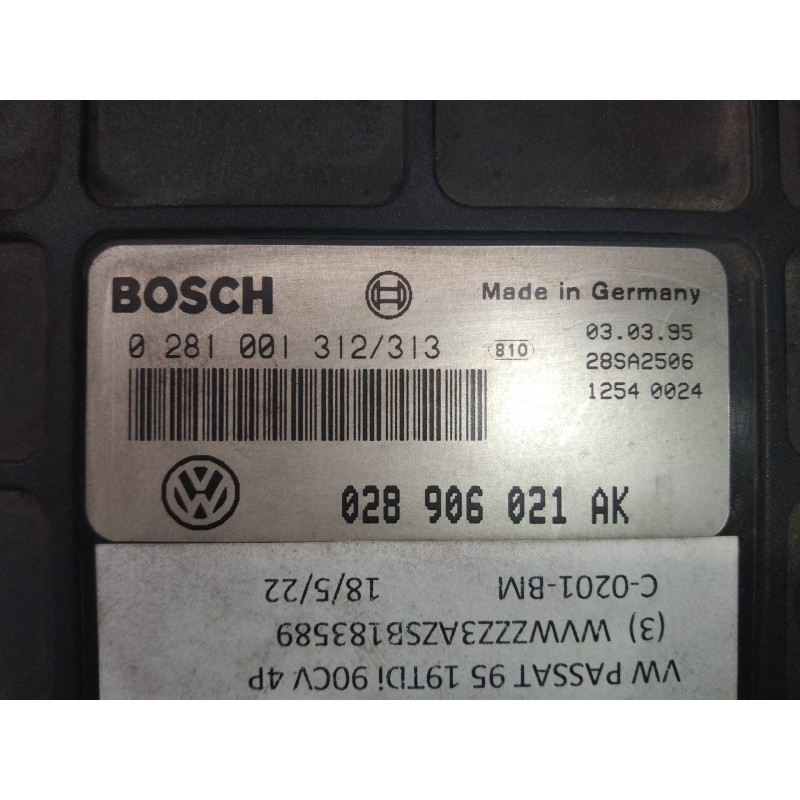 BOSCH
Made in Germany
0 281 001 312/313
810
03.03.95
28SA2506
1254 0024
028 906 021 AK
VW PASSAT 95 19TDi 90CV 4P
(3) WVWZZZ3AZSB183589
C-0201-BM 18/5/22